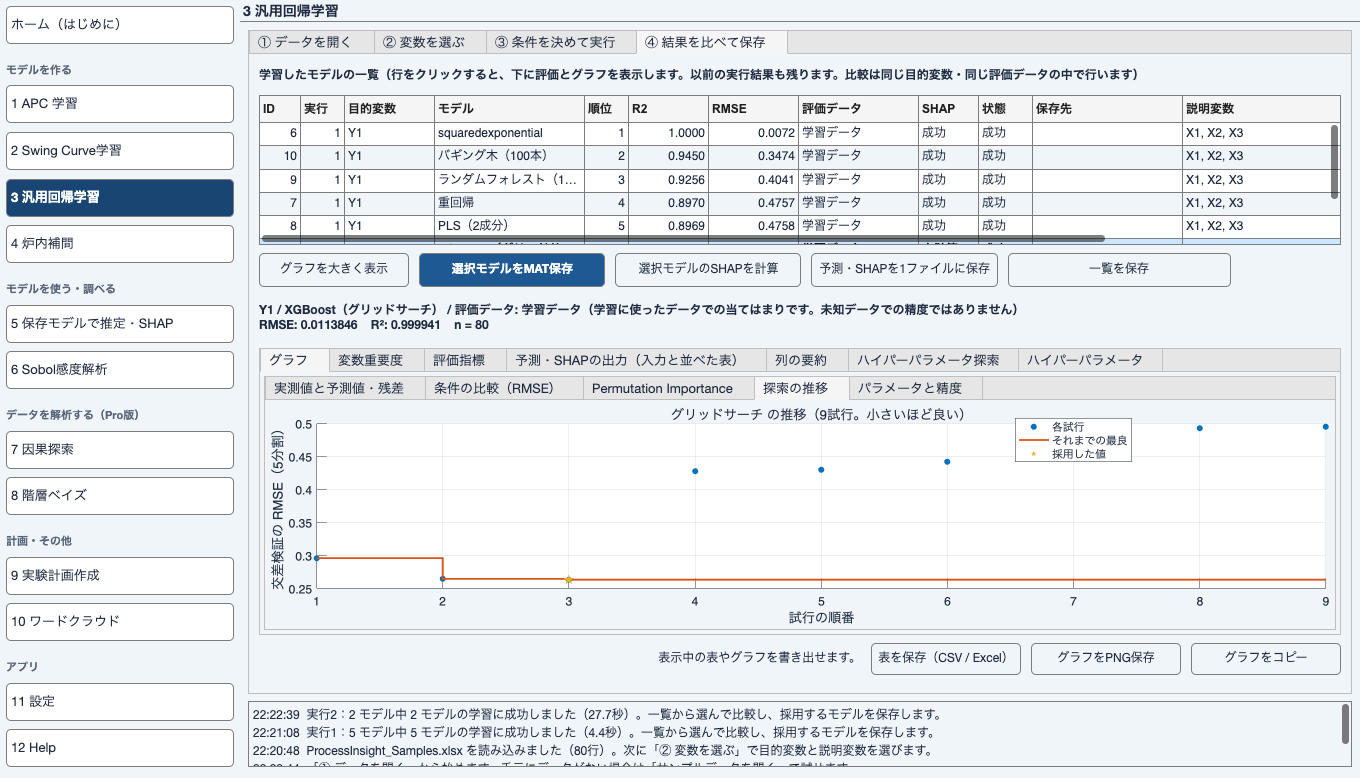 ホーム（はじめに）
モデルを作る
1 APC 学習
2 Swing Curve学習
3 汎用回帰学習
4 炉内補間
モデルを使う・調べる
5 保存モデルで推定・SHAP
6 Sobol感度解析
データを解析する（Pro版）
7 因果探索
8 階層ベイズ
計画・その他
9 実験計画作成
10 ワードクラウド
アプリ
11 設定
12 Help
3 汎用回帰学習
① データを開く ② 変数を選ぶ ③ 条件を決めて実行 ④ 結果を比べて保存
学習したモデルの一覧（行をクリックすると、下に評価とグラフを表示します。以前の実行結果も残ります。比較は同じ目的変数・同じ評価データの中で行います）
ID 実行 目的変数 モデル 順位 R2 RMSE 評価データ SHAP 状態 保存先 説明変数
6 1 Y1 squaredexponential 1 1.0000 0.0072 学習データ 成功 成功 X1, X2, X3
10 1 Y1 バギング木（100本） 2 0.9450 0.3474 学習データ 成功 成功 X1, X2, X3
9 1 Y1 ランダムフォレスト（1... 3 0.9256 0.4041 学習データ 成功 成功 X1, X2, X3
7 1 Y1 重回帰 4 0.8970 0.4757 学習データ 成功 成功 X1, X2, X3
8 1 Y1 PLS（2成分） 5 0.8969 0.4758 学習データ 成功 成功 X1, X2, X3
グラフを大きく表示 選択モデルをMAT保存 選択モデルのSHAPを計算 予測・SHAPを1ファイルに保存 一覧を保存
Y1 / XGBoost（グリッドサーチ） / 評価データ: 学習データ（学習に使ったデータでの当てはまりです。未知データでの精度ではありません）
RMSE: 0.0113846 R²: 0.999941 n = 80
グラフ 変数重要度 評価指標 予測・SHAPの出力（入力と並べた表） 列の要約 ハイパーパラメータ探索 ハイパーパラメータ
実測値と予測値・残差 条件の比較（RMSE） Permutation Importance 探索の推移 パラメータと精度
グリッドサーチ の推移（9試行。小さいほど良い）
交差検証の RMSE（5分割）
0.5
0.45
0.4
0.35
0.3
0.25
各試行
それまでの最良
採用した値
1 2 3 4 5 6 7 8 9
試行の順番
表示中の表やグラフを書き出せます。 表を保存（CSV / Excel） グラフをPNG保存 グラフをコピー
22:22:39 実行2：2 モデル中 2 モデルの学習に成功しました（27.7秒）。一覧から選んで比較し、採用するモデルを保存します。
22:21:08 実行1：5 モデル中 5 モデルの学習に成功しました（4.4秒）。一覧から選んで比較し、採用するモデルを保存します。
22:20:48 ProcessInsight_Samples.xlsx を読み込みました（80行）。次に「② 変数を選ぶ」で目的変数と説明変数を選びます。